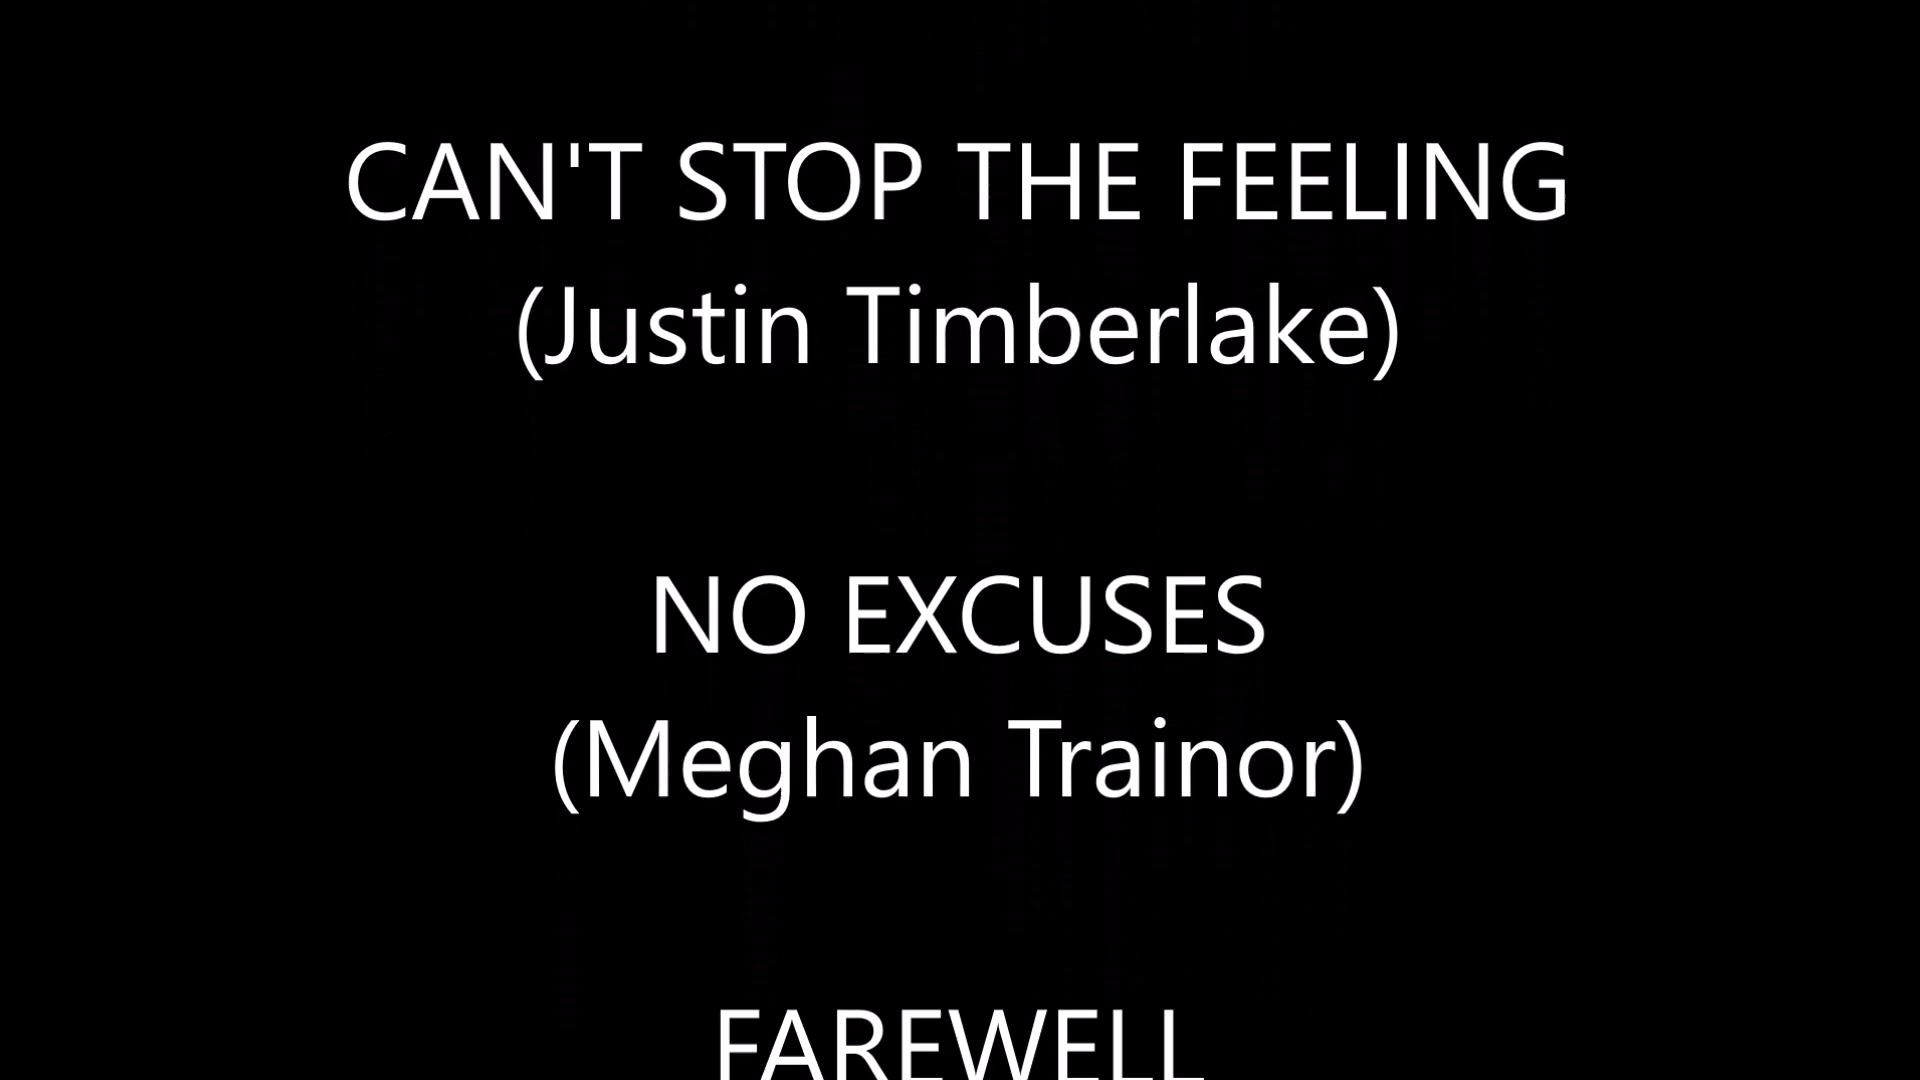 CAN'T STOP THE FEELING
(Justin Timberlake)
NO EXCUSES
(Meghan Trainor)
FAREWELL